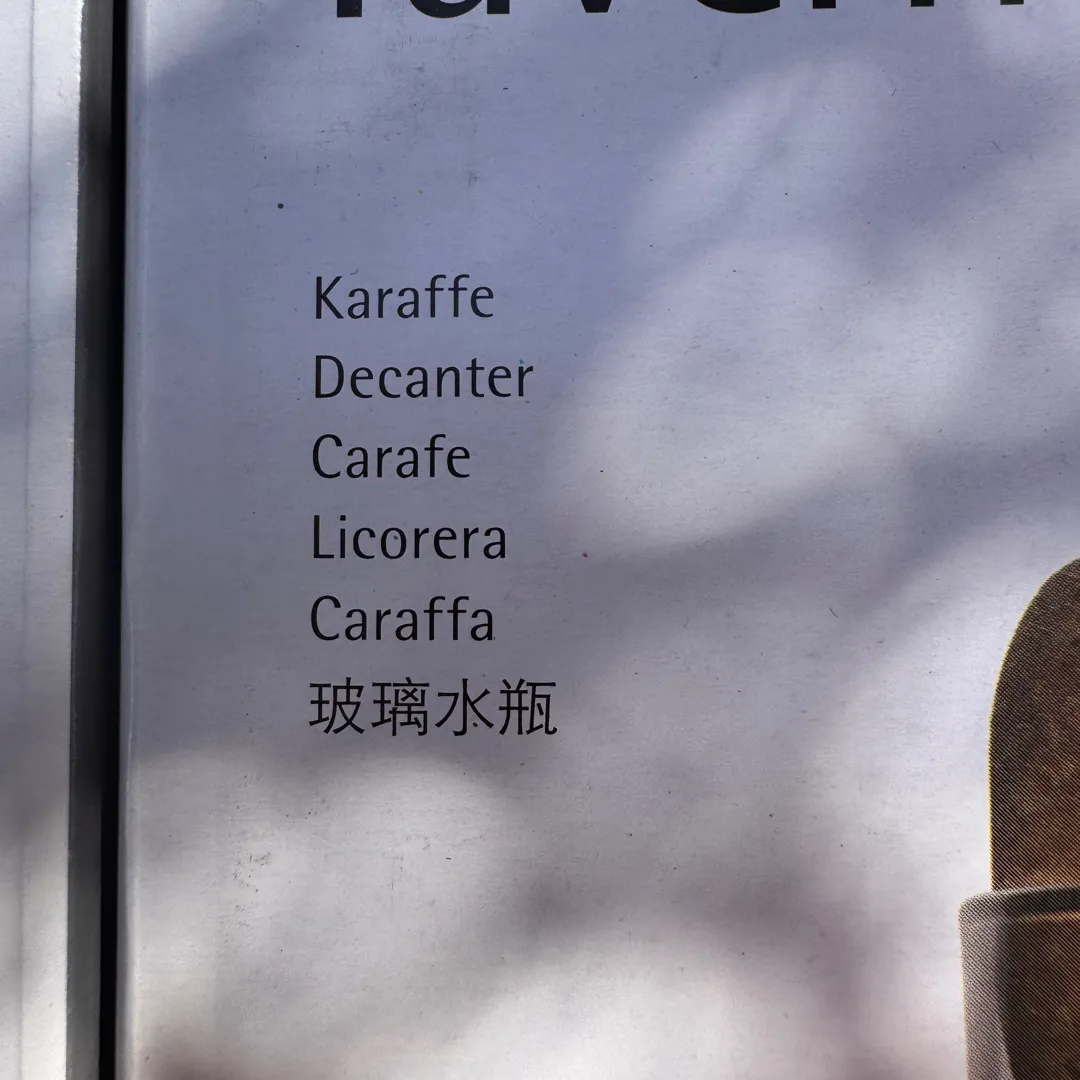 Karaffe
Decanter
Carafe
Licorera
Caraffa
玻璃水瓶